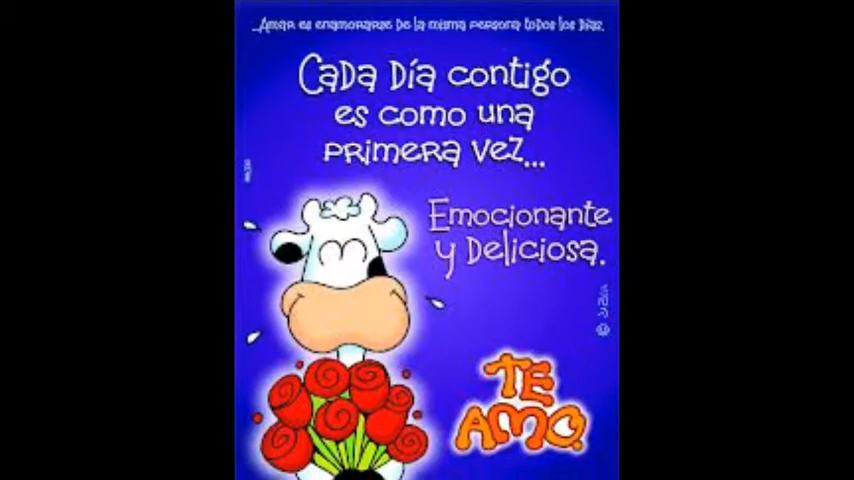 ...Amar es enamorarse de la misma persona todos los días.
Cada día contigo
es como una
primera vez...
Emocionante
y Deliciosa.
TE
AMO.